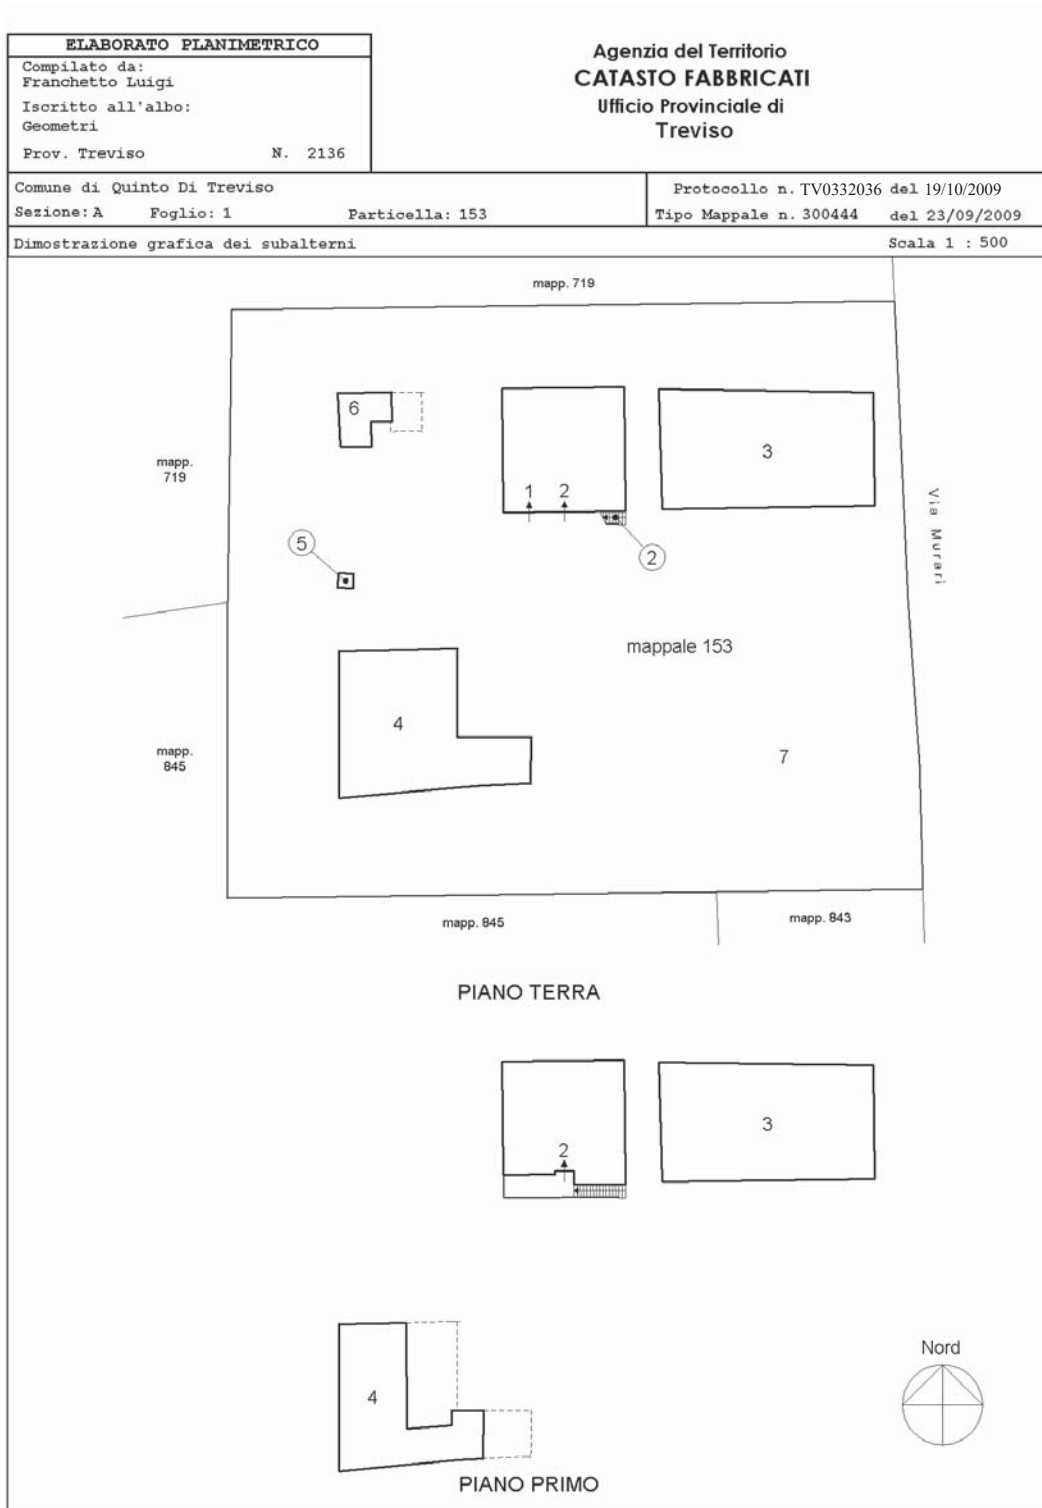 ELABORATO PLANIMETRICO
Compilato da:
Franchetto Luigi
Iscritto all'albo:
Geometri
Prov. Treviso N. 2136
Agenzia del Territorio
CATASTO FABBRICATI
Ufficio Provinciale di
Treviso
Comune di Quinto Di Treviso
Sezione: A Foglio: 1 Particella: 153
Protocollo n. TV0332036 del 19/10/2009
Tipo Mappale n. 300444 del 23/09/2009
Dimostrazione grafica dei subalterni Scala 1 : 500
mapp. 719
6
3
mapp.
719
1 2
Via Murari
5
2
mappale 153
4
7
mapp.
845
mapp. 845
mapp. 843
PIANO TERRA
2
3
4
Nord
PIANO PRIMO